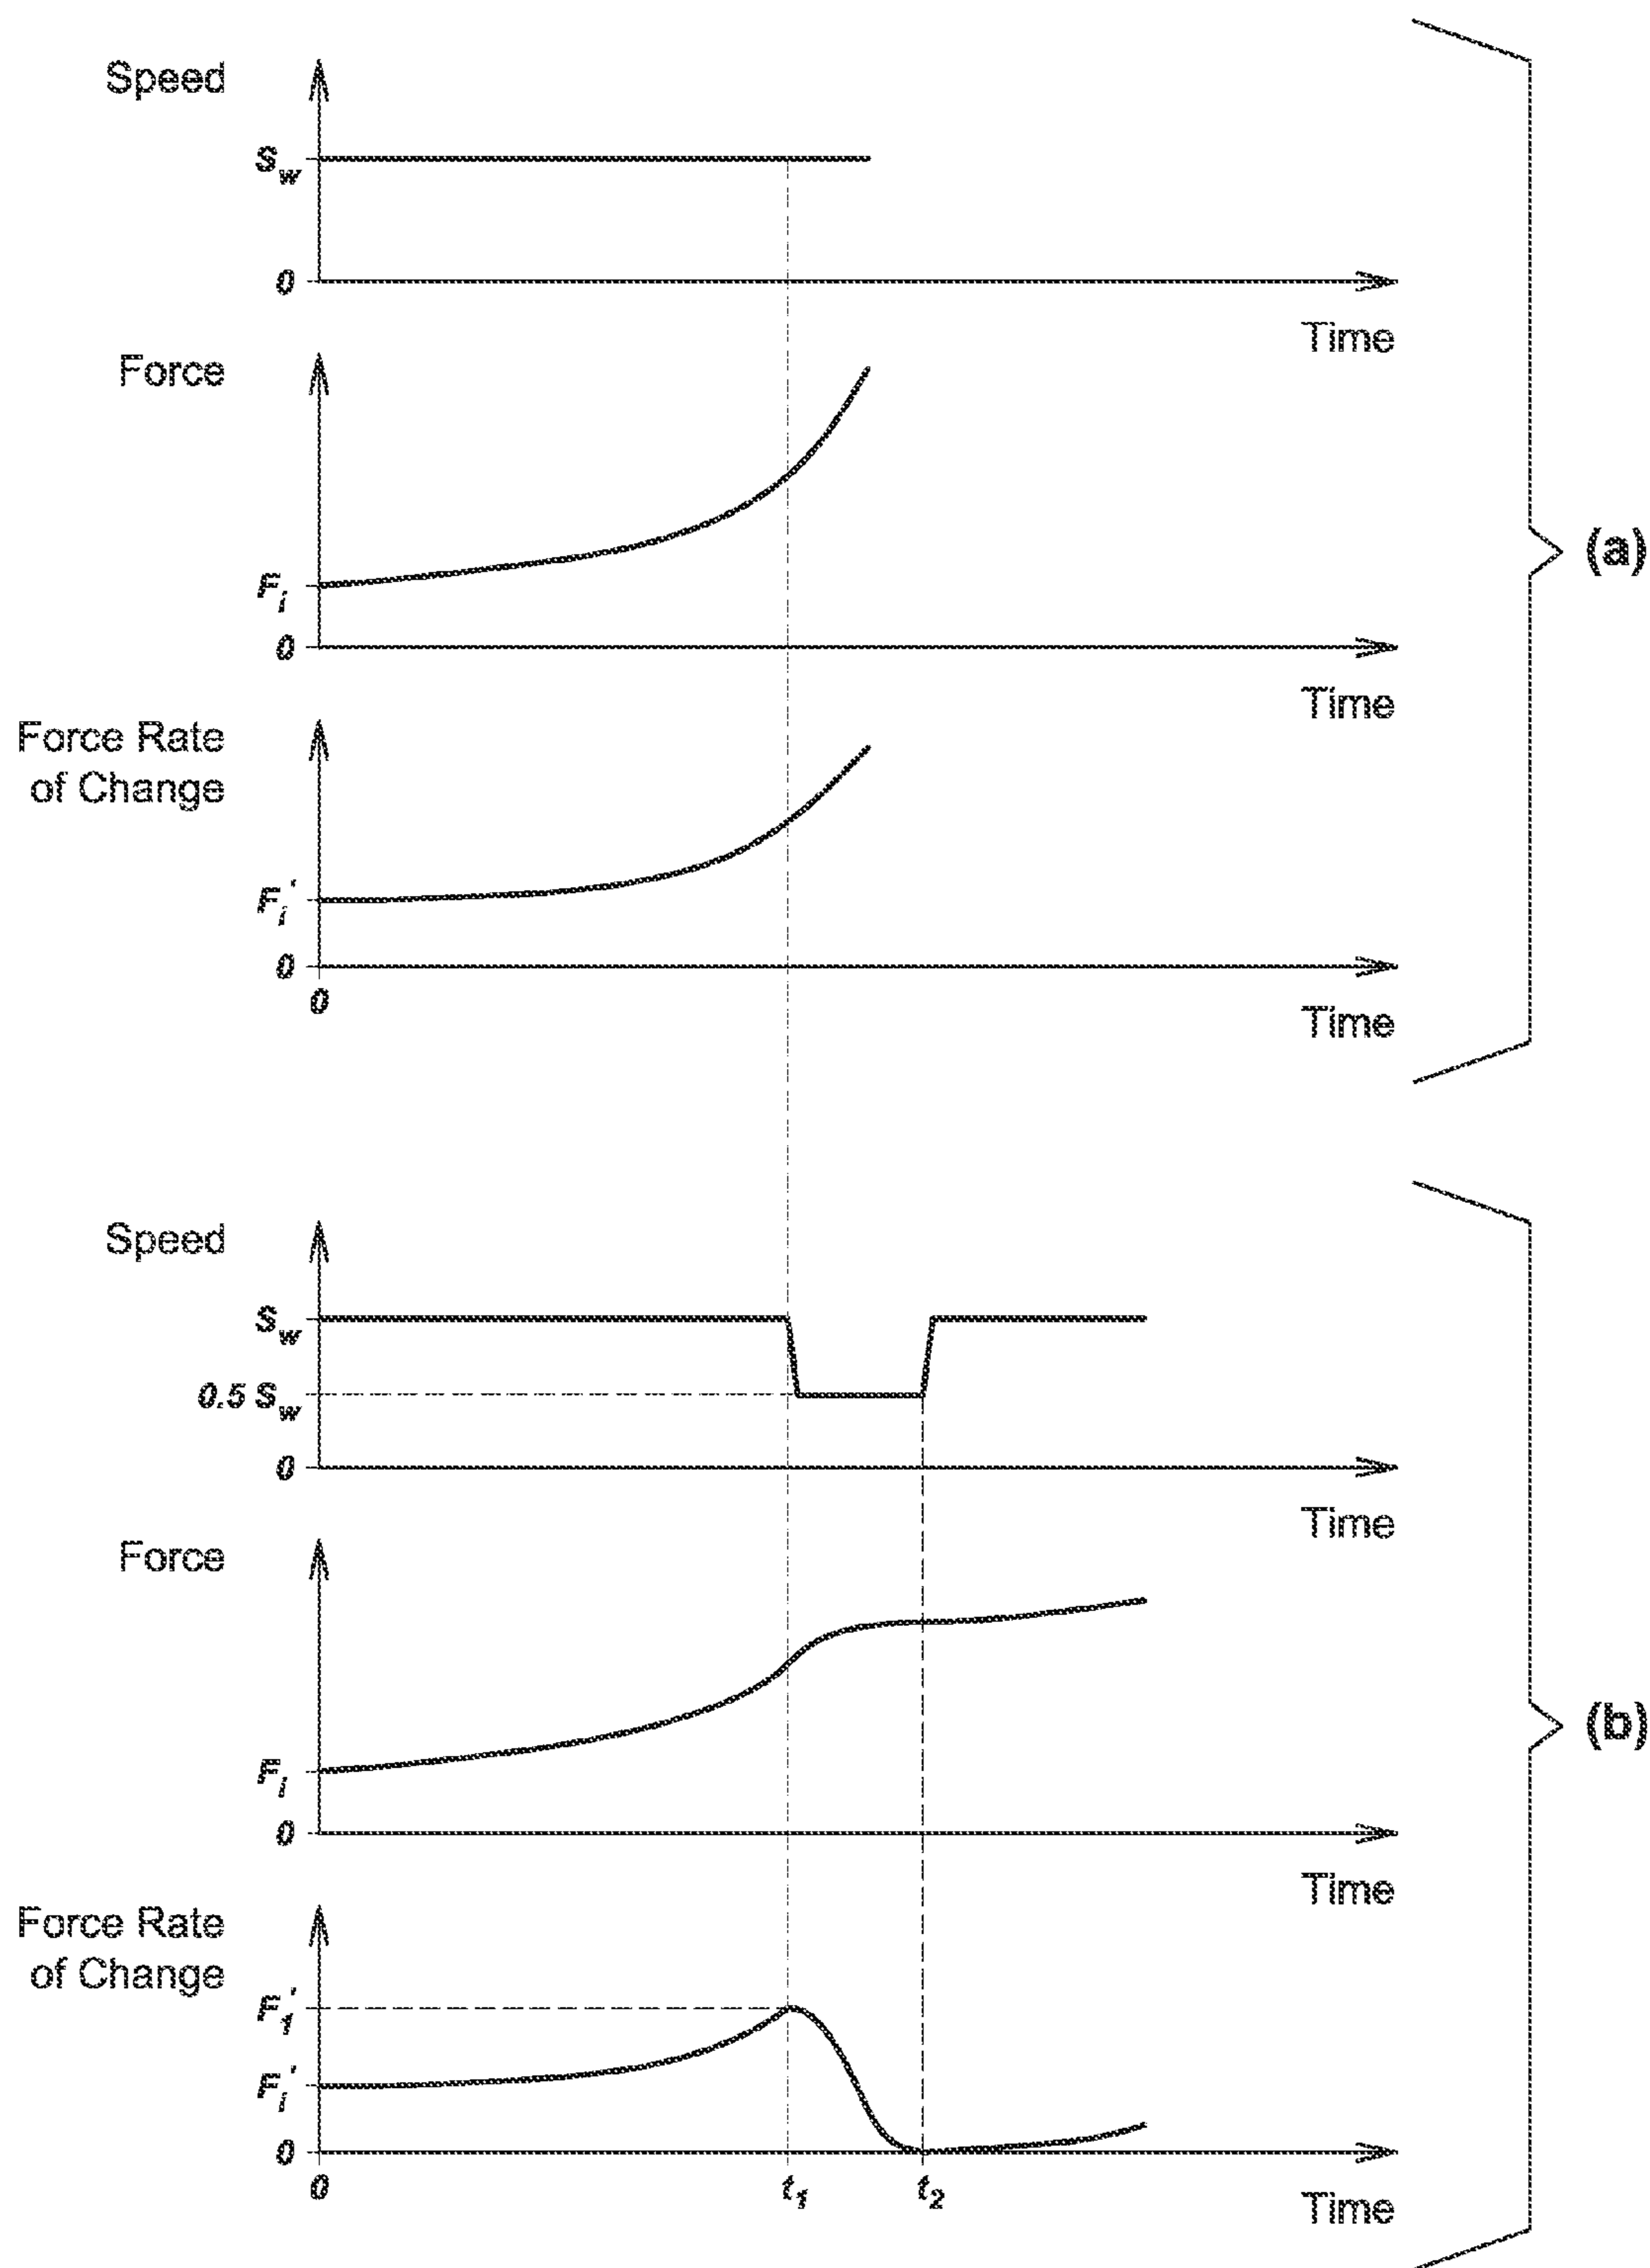 Speed
S_w
0
Time
Force
F_i
0
Time
(a)
Force Rate
of Change
F_i'
0
0
Time
Speed
S_w
0.5 S_w
0
Time
Force
F_i
0
Time
(b)
Force Rate
of Change
F_1'
F_i'
0
0 t_1 t_2
Time